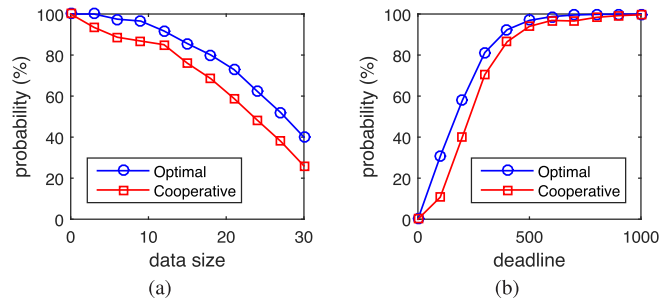 100
80
60
40
20
0
probability (%)
Optimal
Cooperative
0
10
20
30
data size
(a)
100
80
60
40
20
0
probability (%)
Optimal
Cooperative
0
500
1000
deadline
(b)